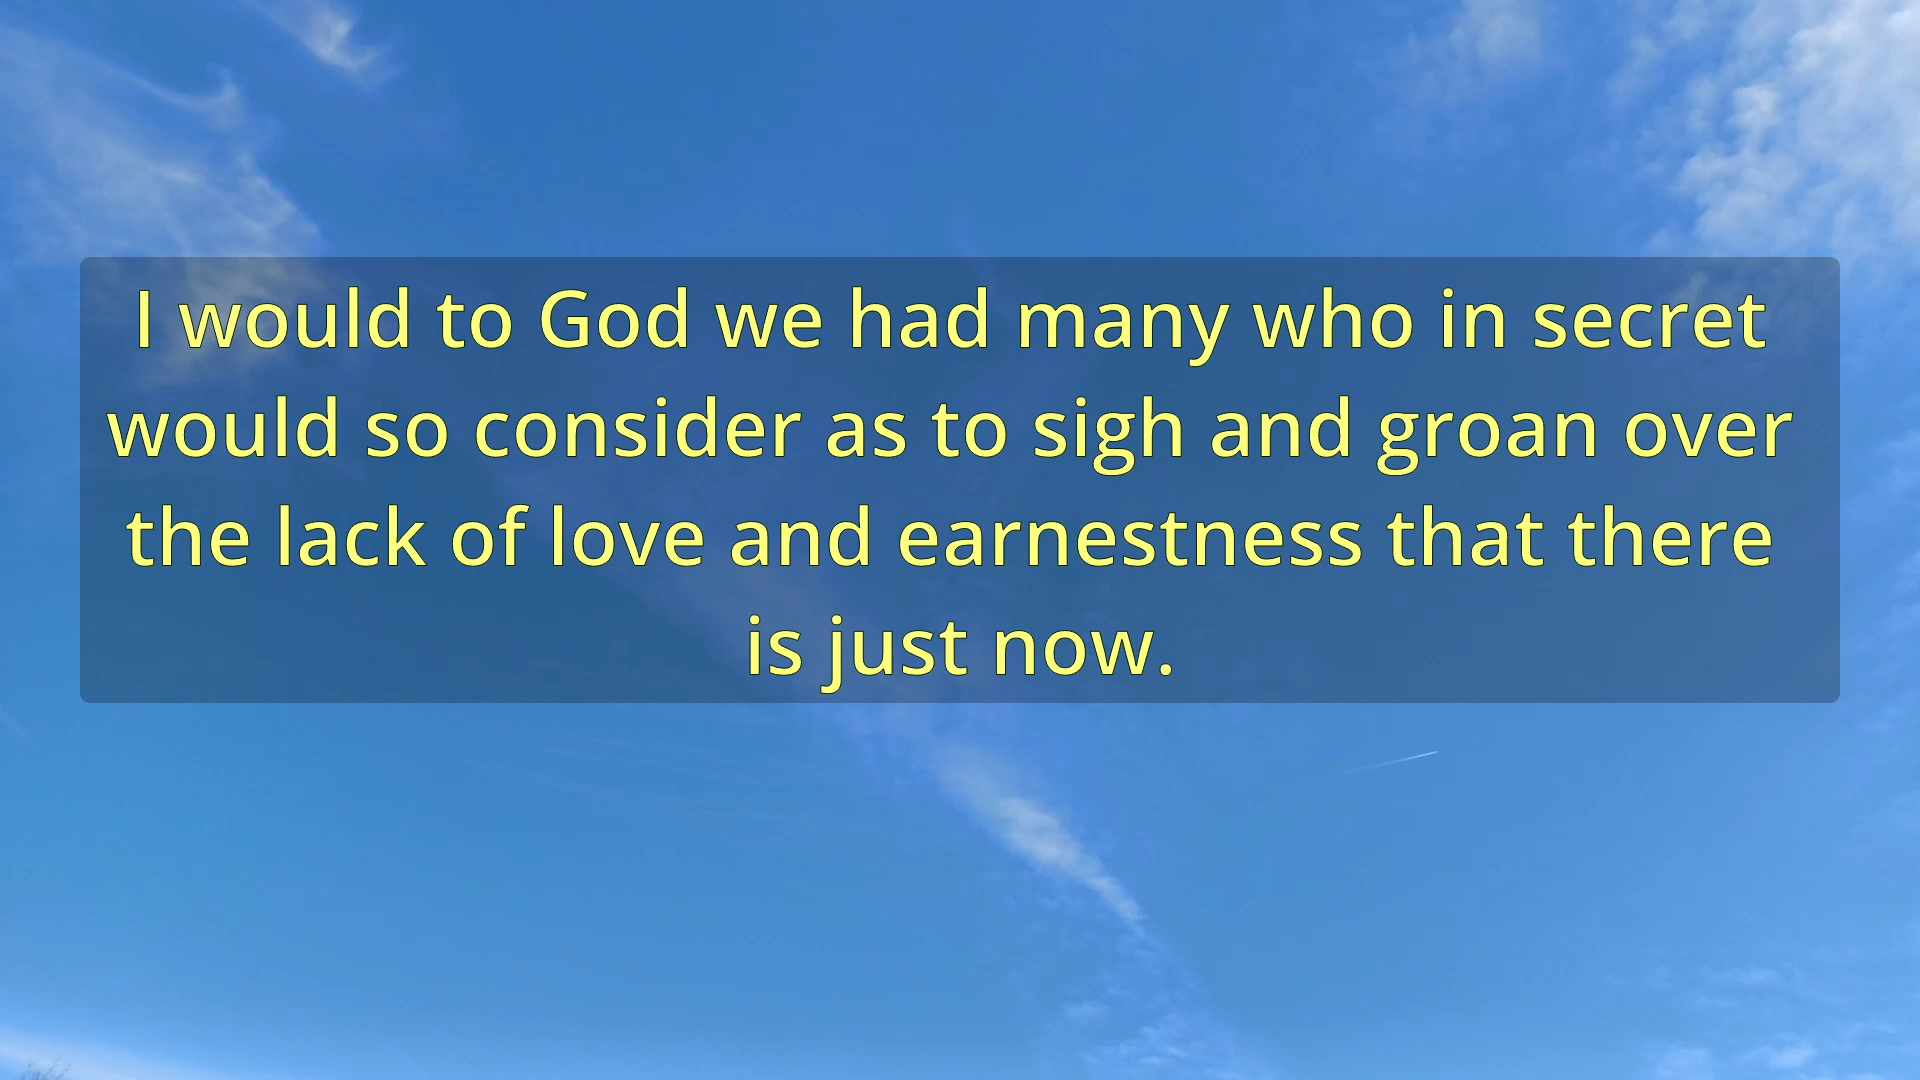 I would to God we had many who in secret
would so consider as to sigh and groan over
the lack of love and earnestness that there
is just now.